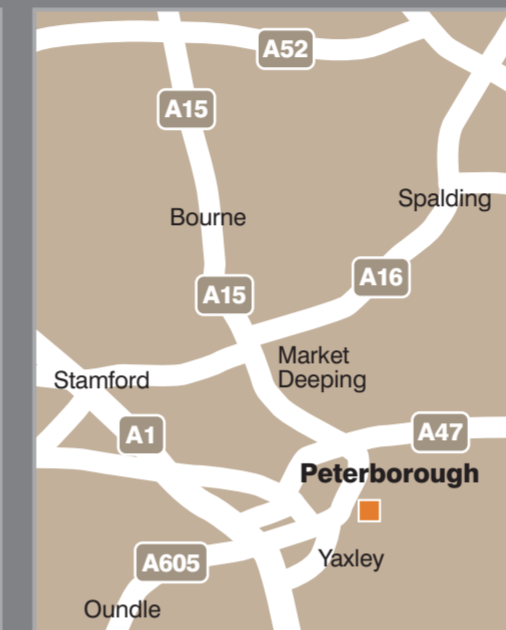 A52
A15
Spalding
Bourne
A16
A15
Market
Deeping
Stamford
A1
A47
Peterborough
Yaxley
A605
Oundle